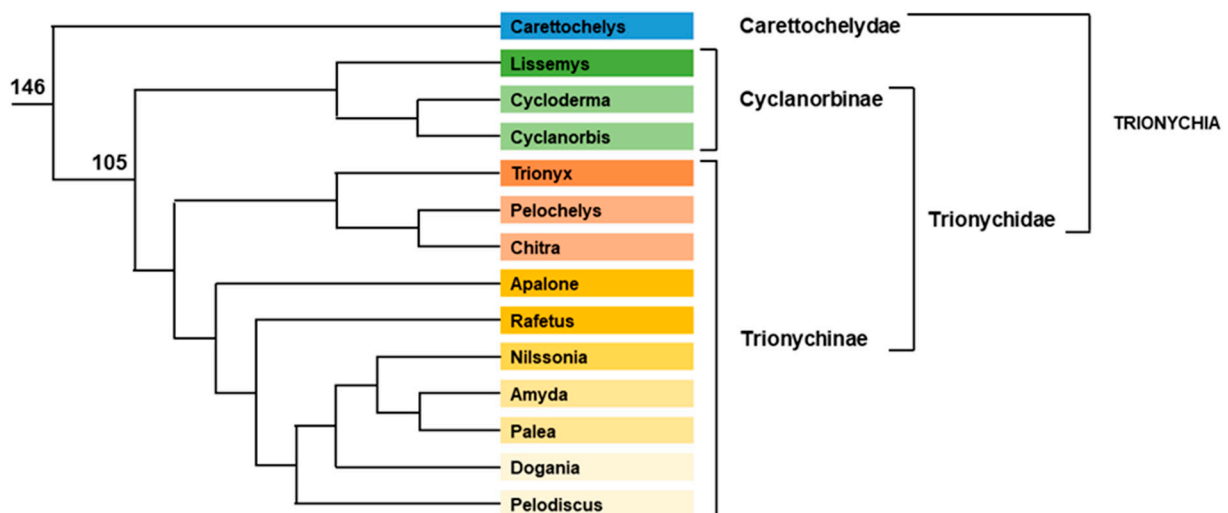 Carettochelys
Carettochelydae
Lissemys
146
Cycloderma
Cyclanorbinae
TRIONYCHIA
Cyclanorbis
105
Trionyx
Pelochelys
Trionychidae
Chitra
Apalone
Rafetus
Trionychinae
Nilssonia
Amyda
Palea
Dogania
Pelodiscus